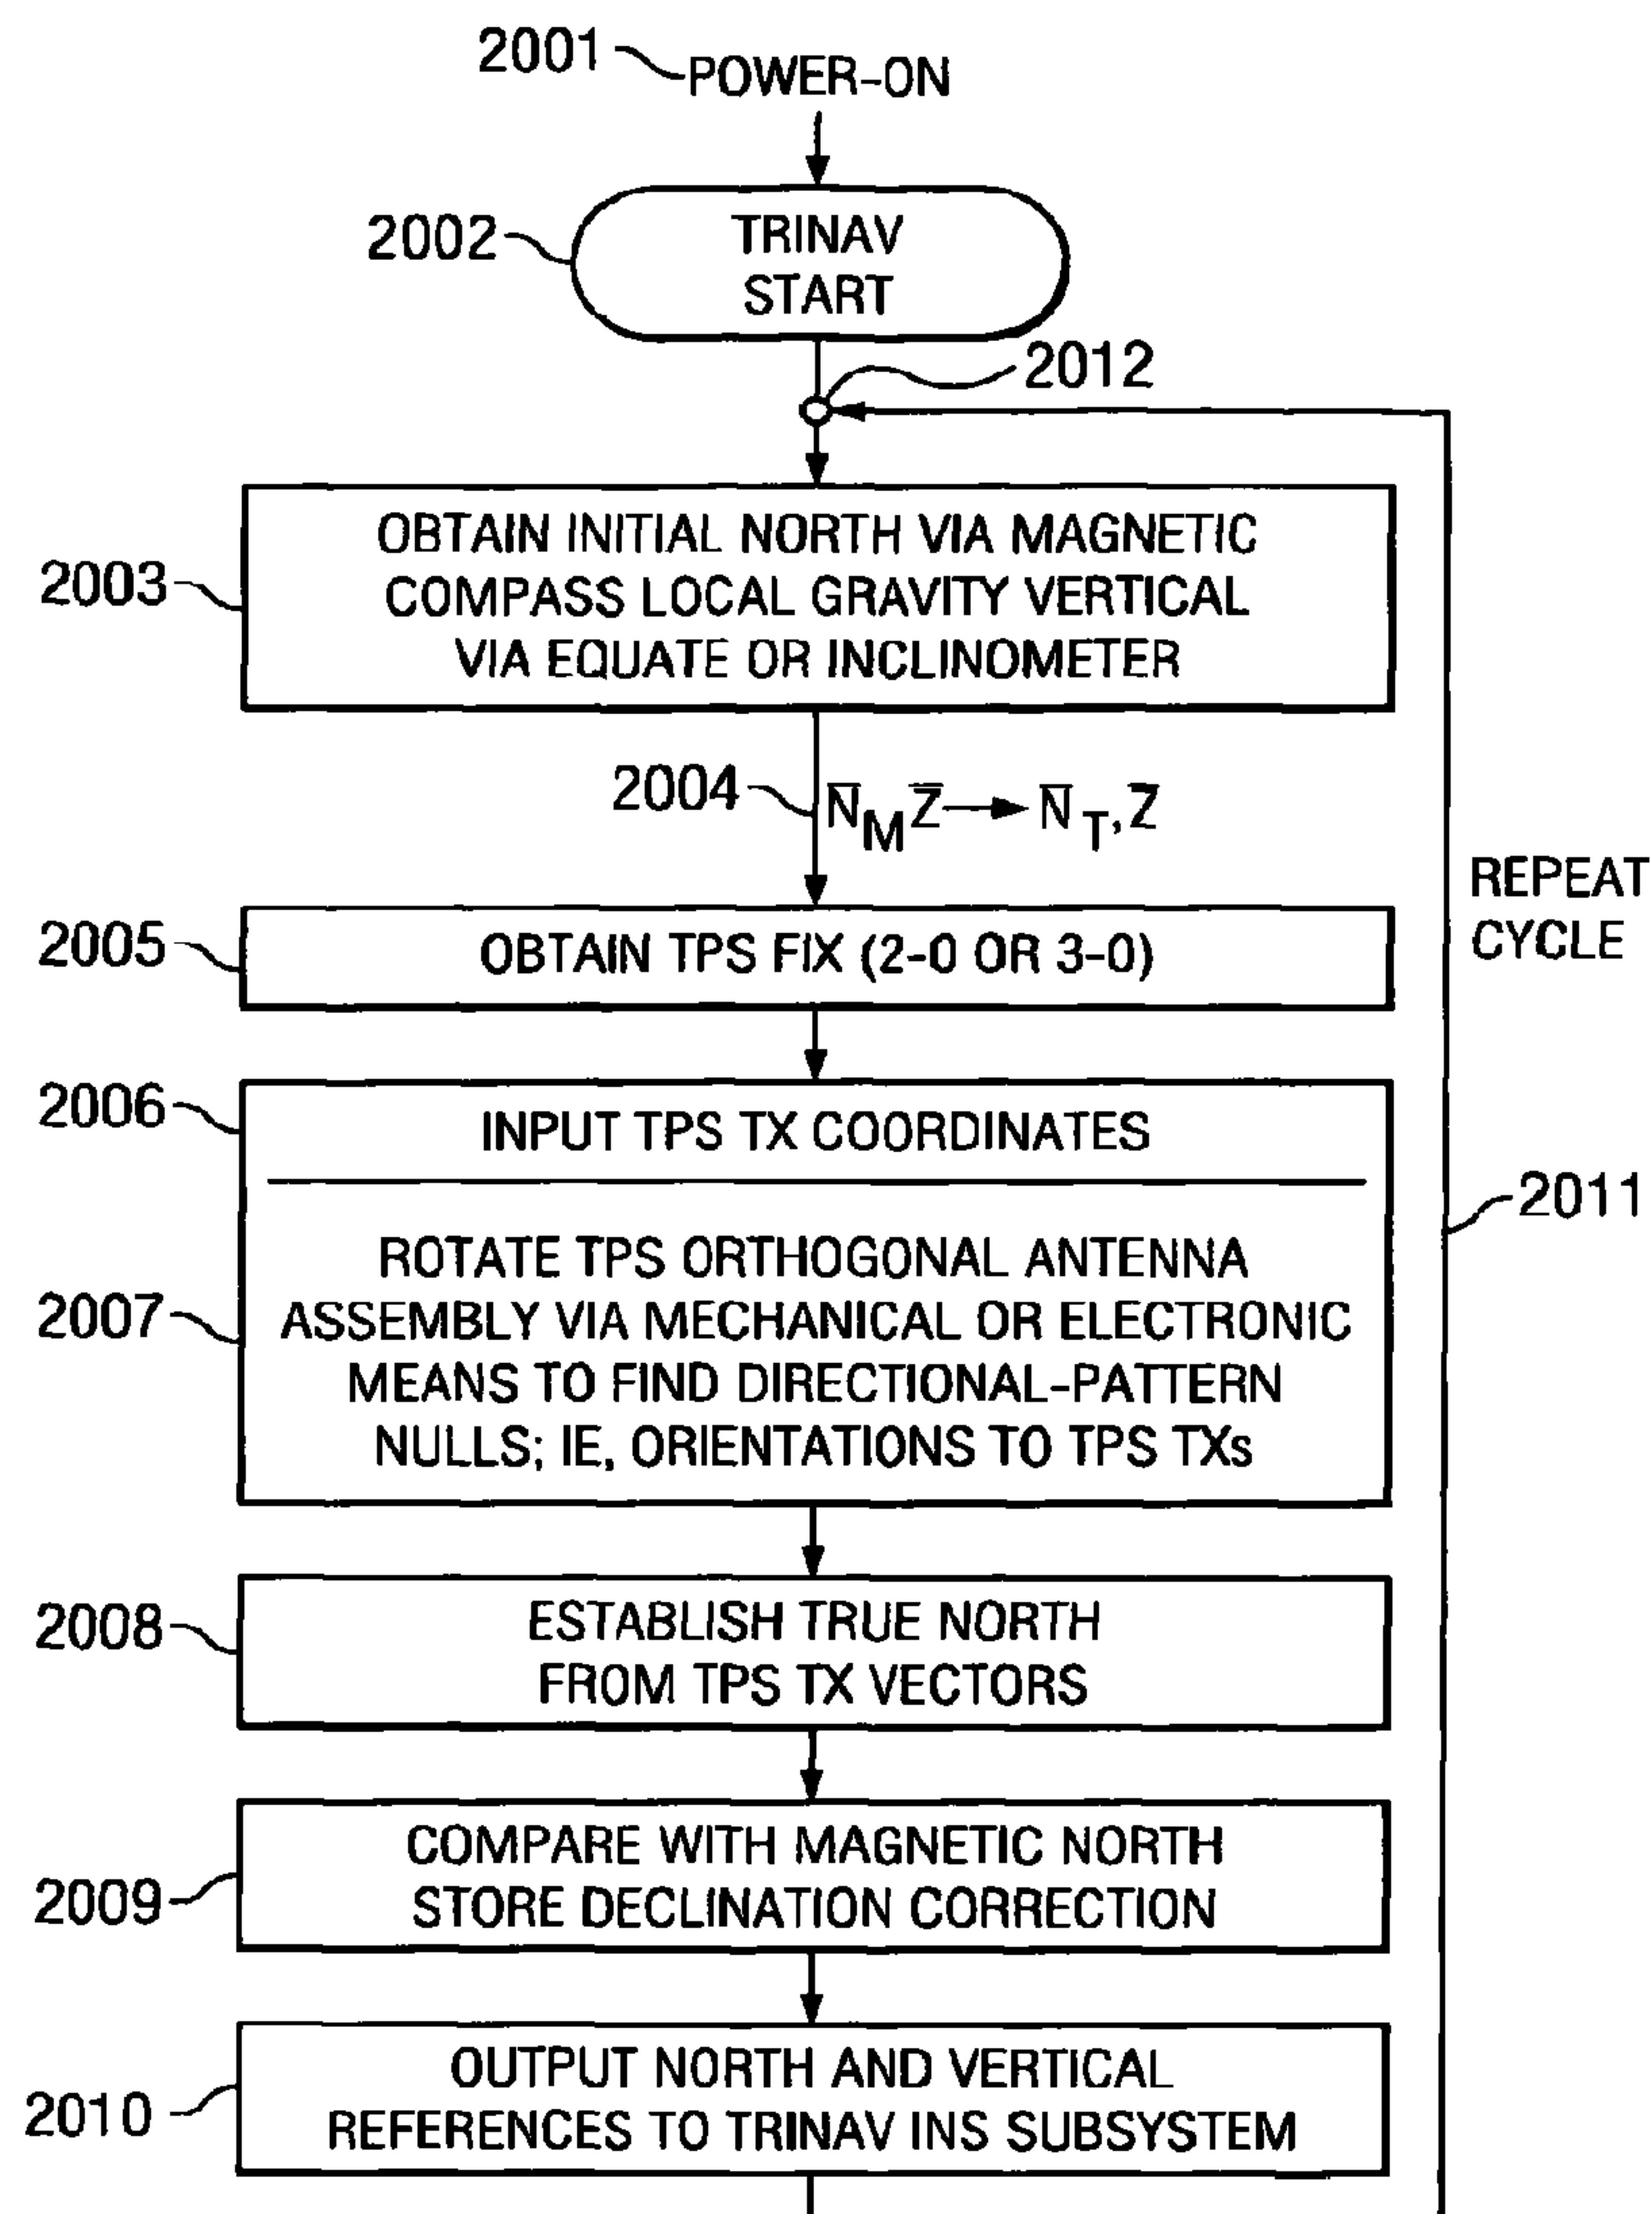 2001
POWER-ON
2002
TRINAV
START
2012
2003
OBTAIN INITIAL NORTH VIA MAGNETIC
COMPASS LOCAL GRAVITY VERTICAL
VIA EQUATE OR INCLINOMETER
2004
N̅M Z̅ → N̅T, Z̅
REPEAT
CYCLE
2005
OBTAIN TPS FIX (2-0 OR 3-0)
2006
INPUT TPS TX COORDINATES
2011
2007
ROTATE TPS ORTHOGONAL ANTENNA
ASSEMBLY VIA MECHANICAL OR ELECTRONIC
MEANS TO FIND DIRECTIONAL-PATTERN
NULLS; IE, ORIENTATIONS TO TPS TXs
2008
ESTABLISH TRUE NORTH
FROM TPS TX VECTORS
2009
COMPARE WITH MAGNETIC NORTH
STORE DECLINATION CORRECTION
2010
OUTPUT NORTH AND VERTICAL
REFERENCES TO TRINAV INS SUBSYSTEM